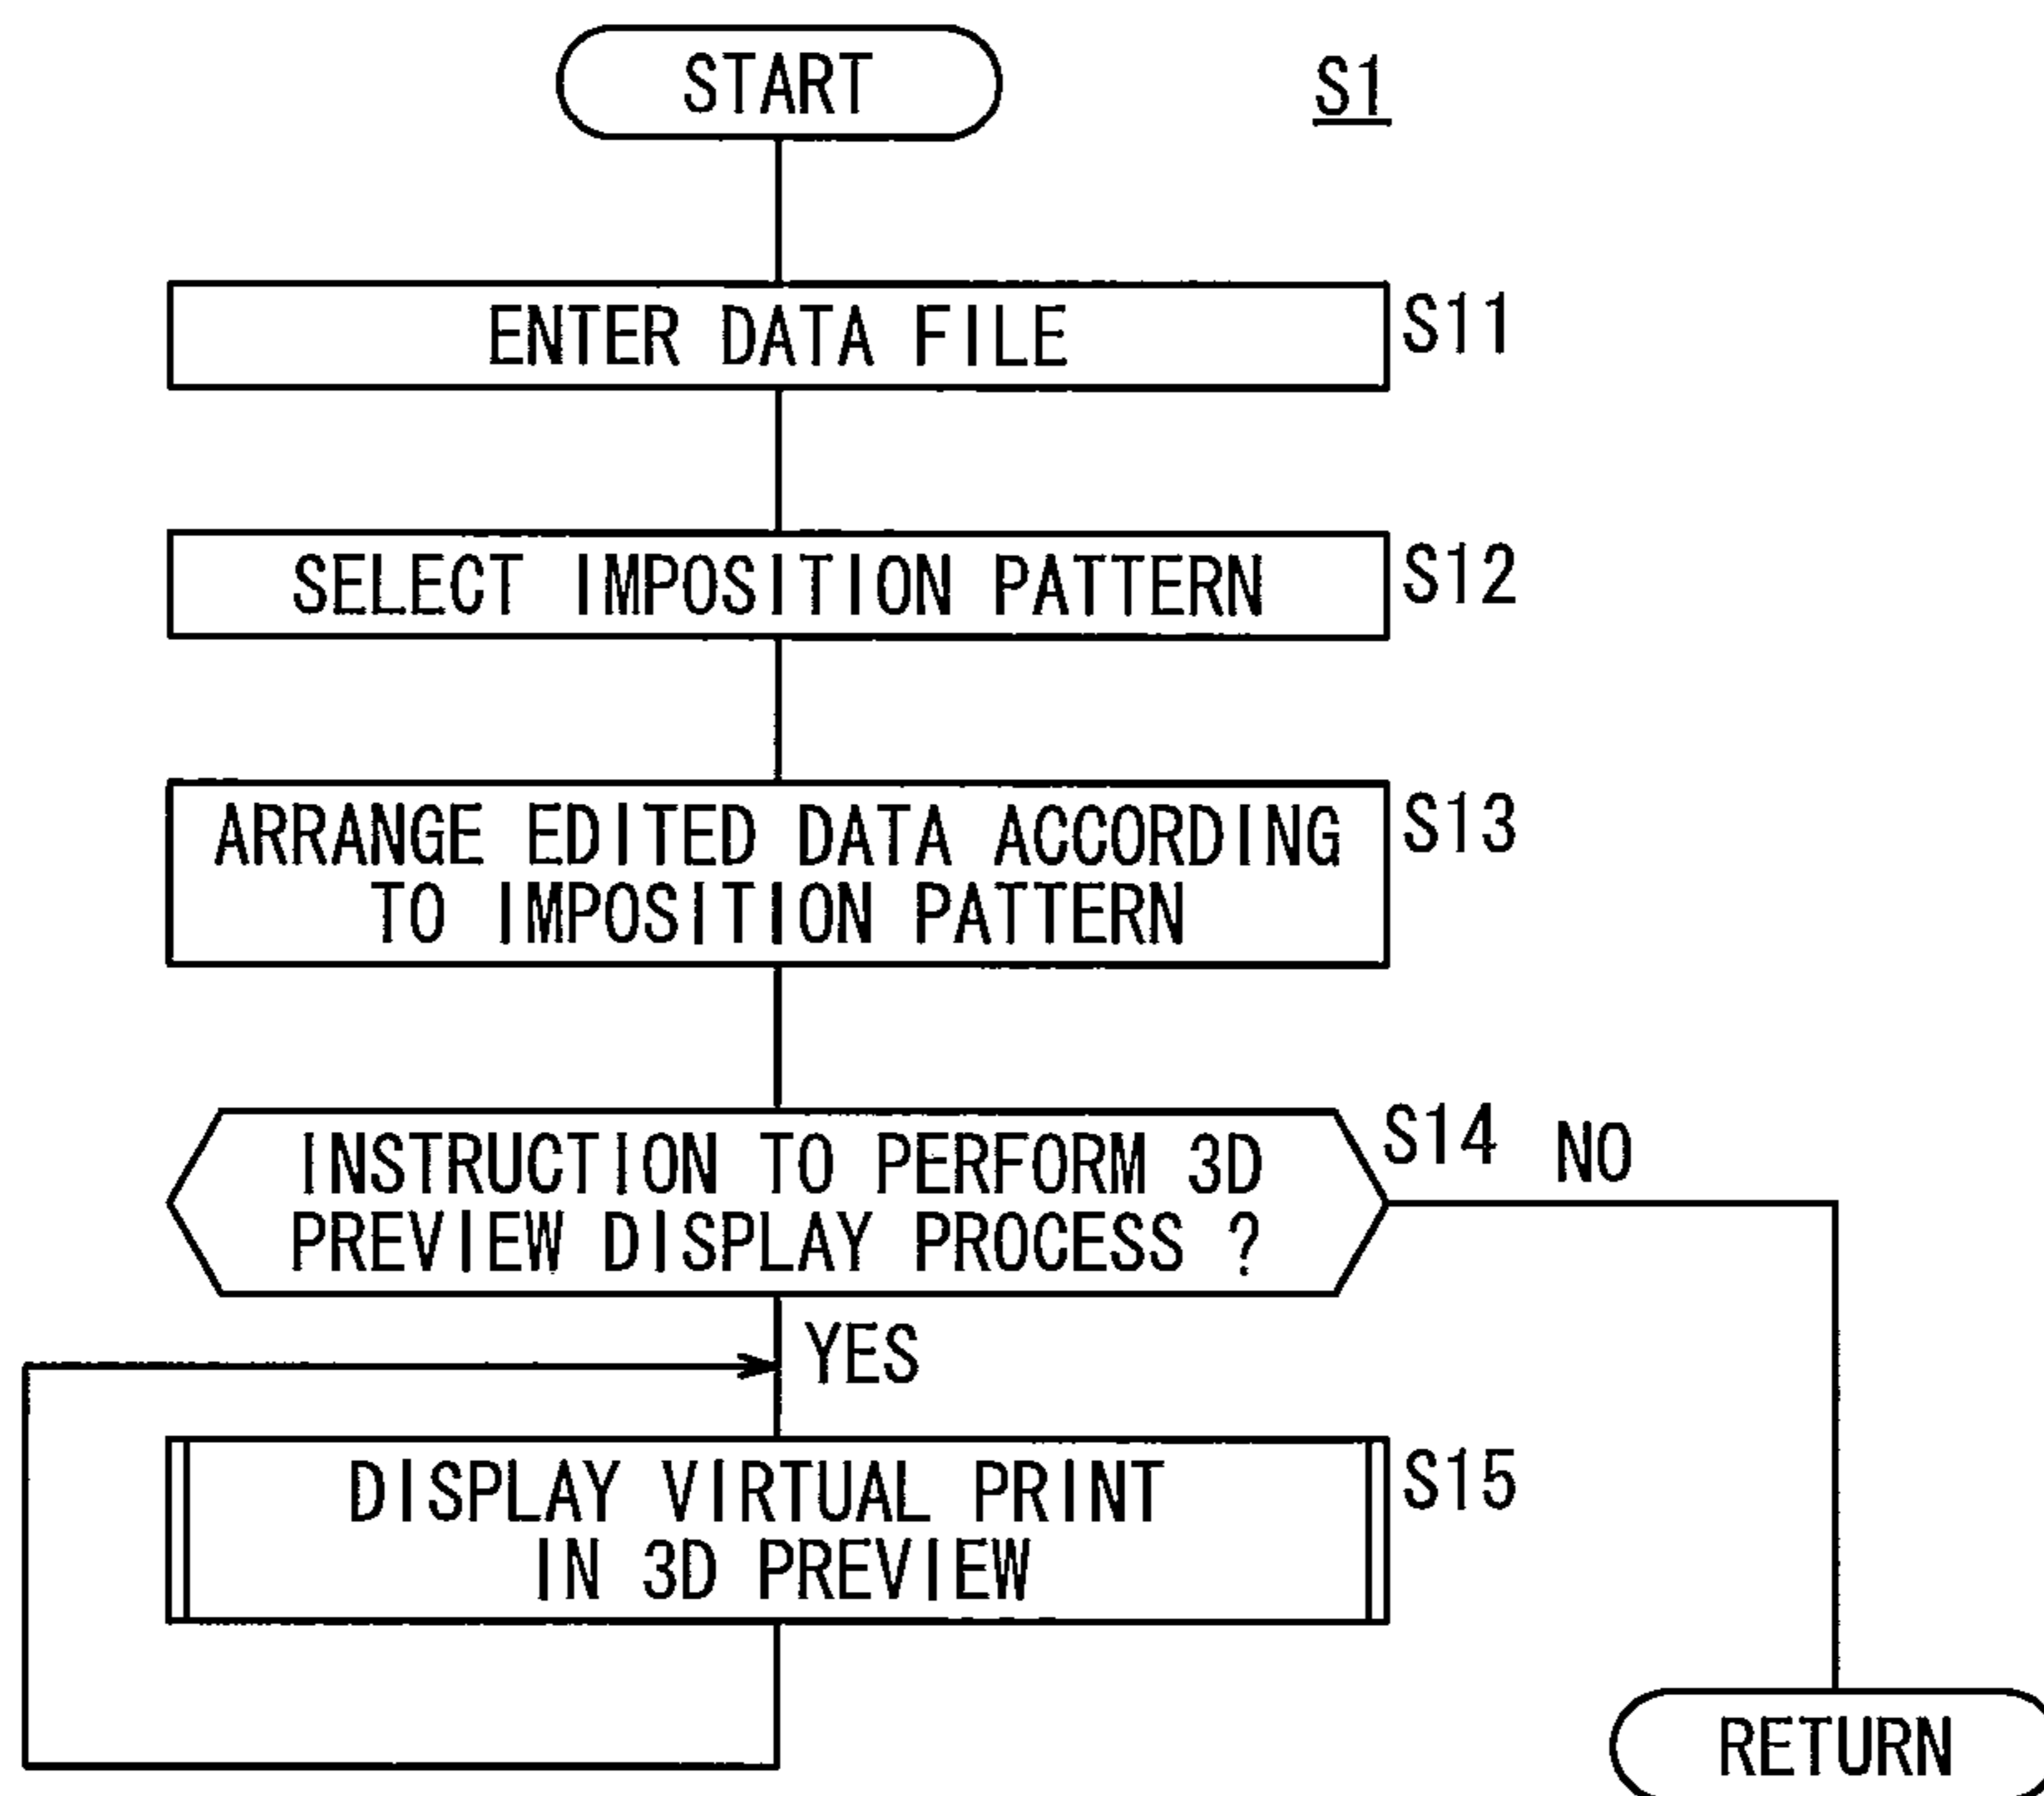 START
S1
ENTER DATA FILE
S11
SELECT IMPOSITION PATTERN
S12
ARRANGE EDITED DATA ACCORDING
TO IMPOSITION PATTERN
S13
INSTRUCTION TO PERFORM 3D
PREVIEW DISPLAY PROCESS ?
S14
NO
YES
DISPLAY VIRTUAL PRINT
IN 3D PREVIEW
S15
RETURN